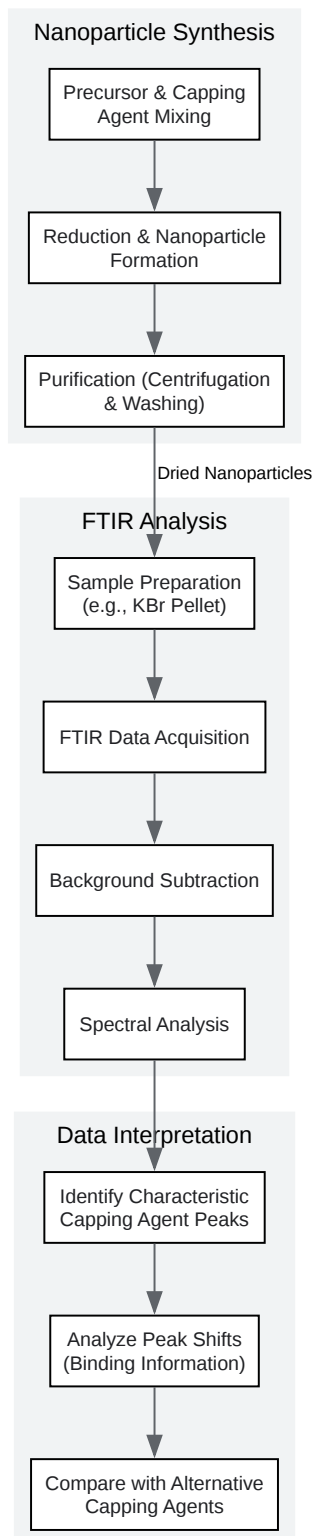 Nanoparticle Synthesis
Precursor & Capping
Agent Mixing
Reduction & Nanoparticle
Formation
Purification (Centrifugation
& Washing)
Dried Nanoparticles
FTIR Analysis
Sample Preparation
(e.g., KBr Pellet)
FTIR Data Acquisition
Background Subtraction
Spectral Analysis
Data Interpretation
Identify Characteristic
Capping Agent Peaks
Analyze Peak Shifts
(Binding Information)
Compare with Alternative
Capping Agents